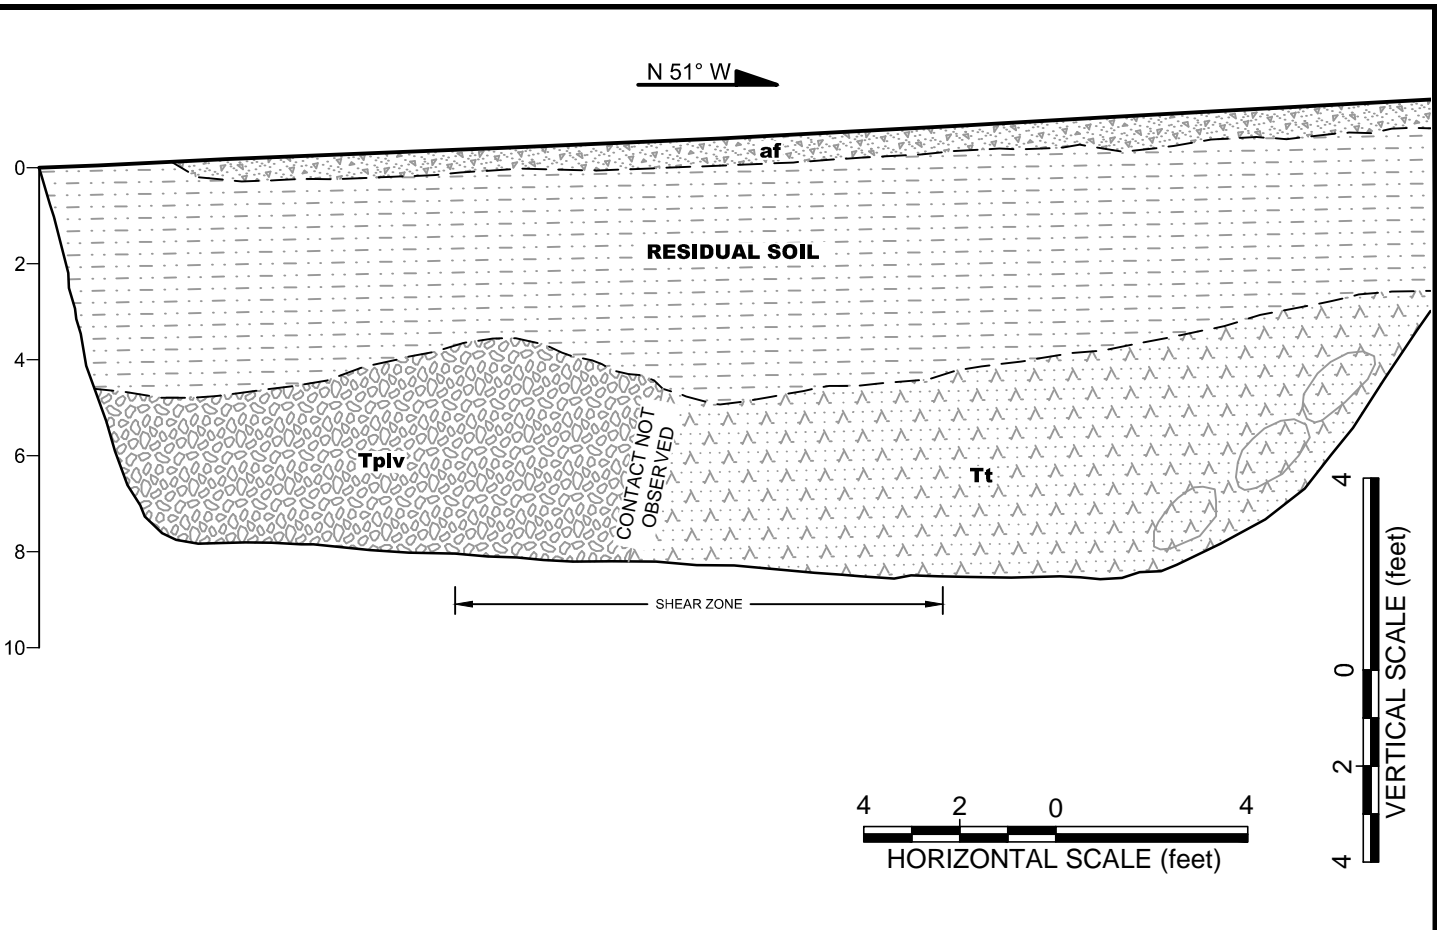 N 51° W
af
0
2
4
6
8
10
RESIDUAL SOIL
Tplv
CONTACT NOT
OBSERVED
Tt
SHEAR ZONE
4 2 0 4
HORIZONTAL SCALE (feet)
4 0 2 4
VERTICAL SCALE (feet)